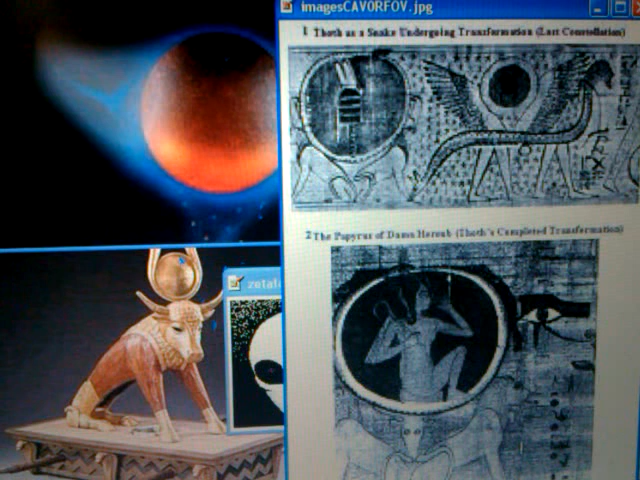 imagesCAV0RFOV.jpg
1 Thoth as a Snake Undergoing Transformation (Last Constellation)
2 The Papyrus of Dama Heroub (Thoth's Completed Transformation)